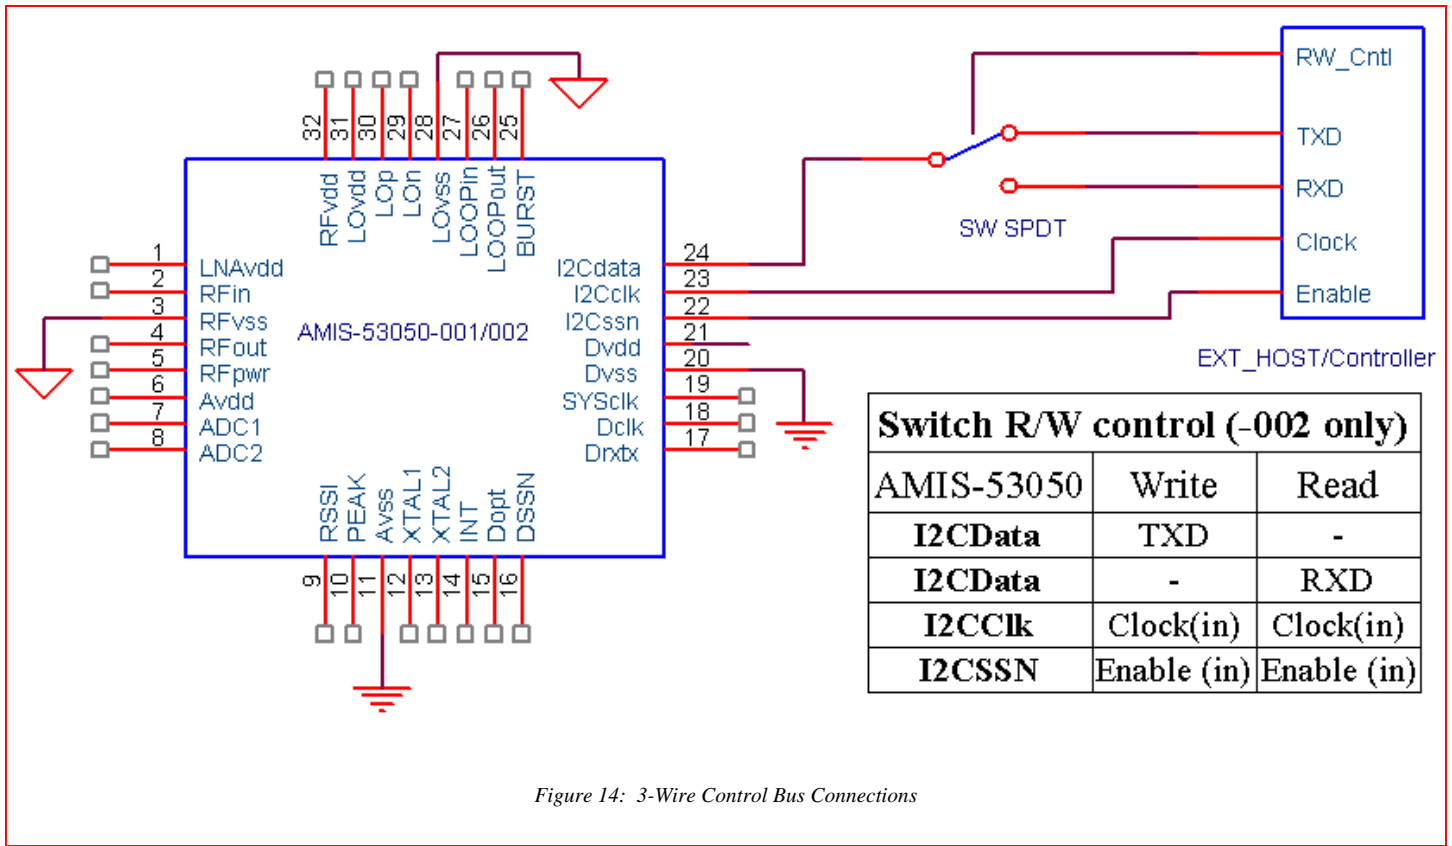 RW_Cntl
TXD
RXD
Clock
Enable
EXT_HOST/Controller
SW SPDT
32
31
30
29
28
27
26
25
RFvdd
LOvdd
LOp
LOn
LOvss
LOOPin
LOOPout
BURST
1 LNAvdd
2 RFin
3 RFvss
4 RFout
5 RFpwr
6 Avdd
7 ADC1
8 ADC2
AMIS-53050-001/002
I2Cdata 24
I2Cclk 23
I2Cssn 22
Dvdd 21
Dvss 20
SYSclk 19
Dclk 18
Drxtx 17
RSSI
PEAK
Avss
XTAL1
XTAL2
INT
Dopt
DSSN
9
10
11
12
13
14
15
16
Switch R/W control (-002 only)
AMIS-53050 Write Read
I2CData TXD -
I2CData - RXD
I2CClk Clock(in) Clock(in)
I2CSSN Enable (in) Enable (in)
Figure 14: 3-Wire Control Bus Connections